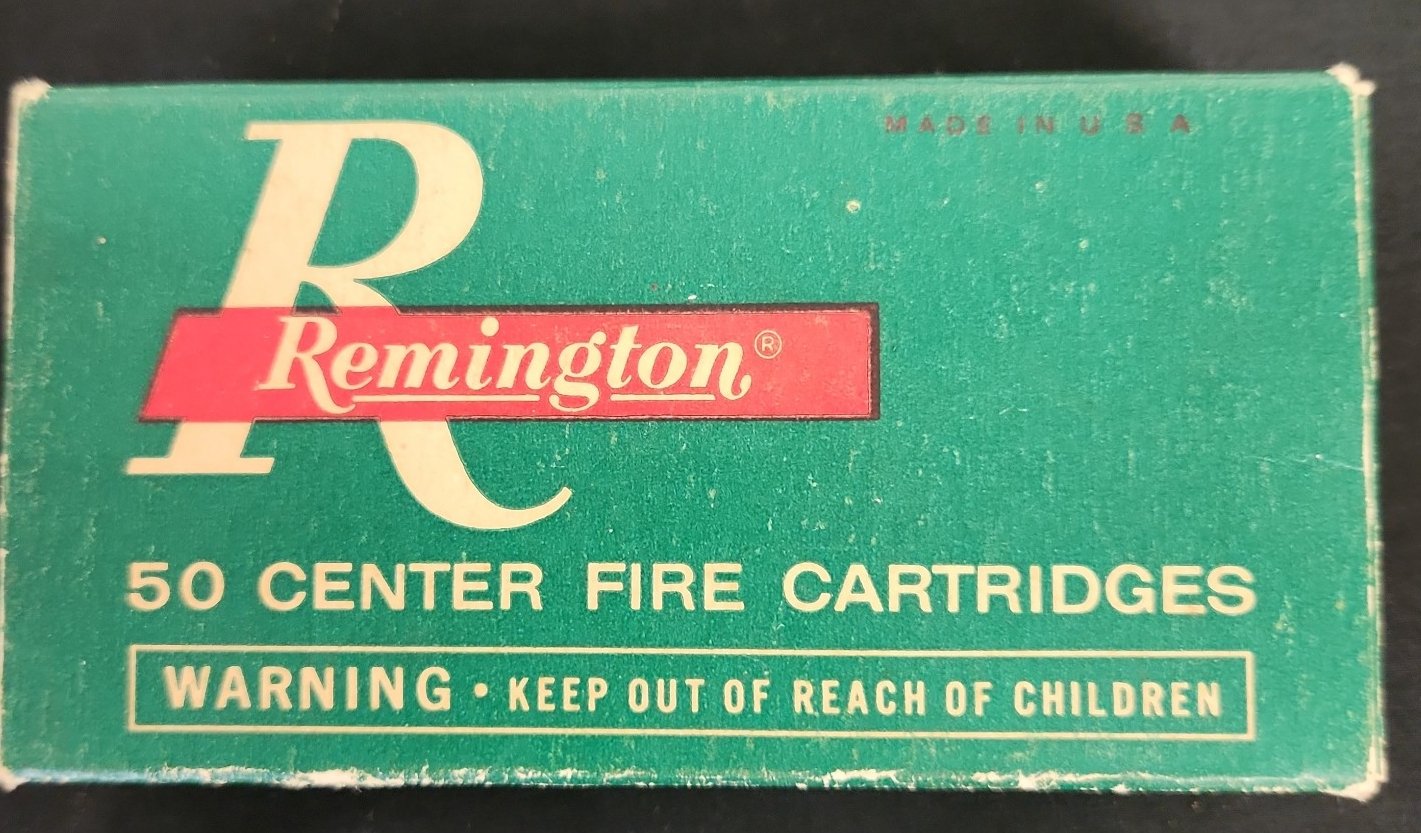 MADE IN U S A
R
Remington®
50 CENTER FIRE CARTRIDGES
WARNING • KEEP OUT OF REACH OF CHILDREN